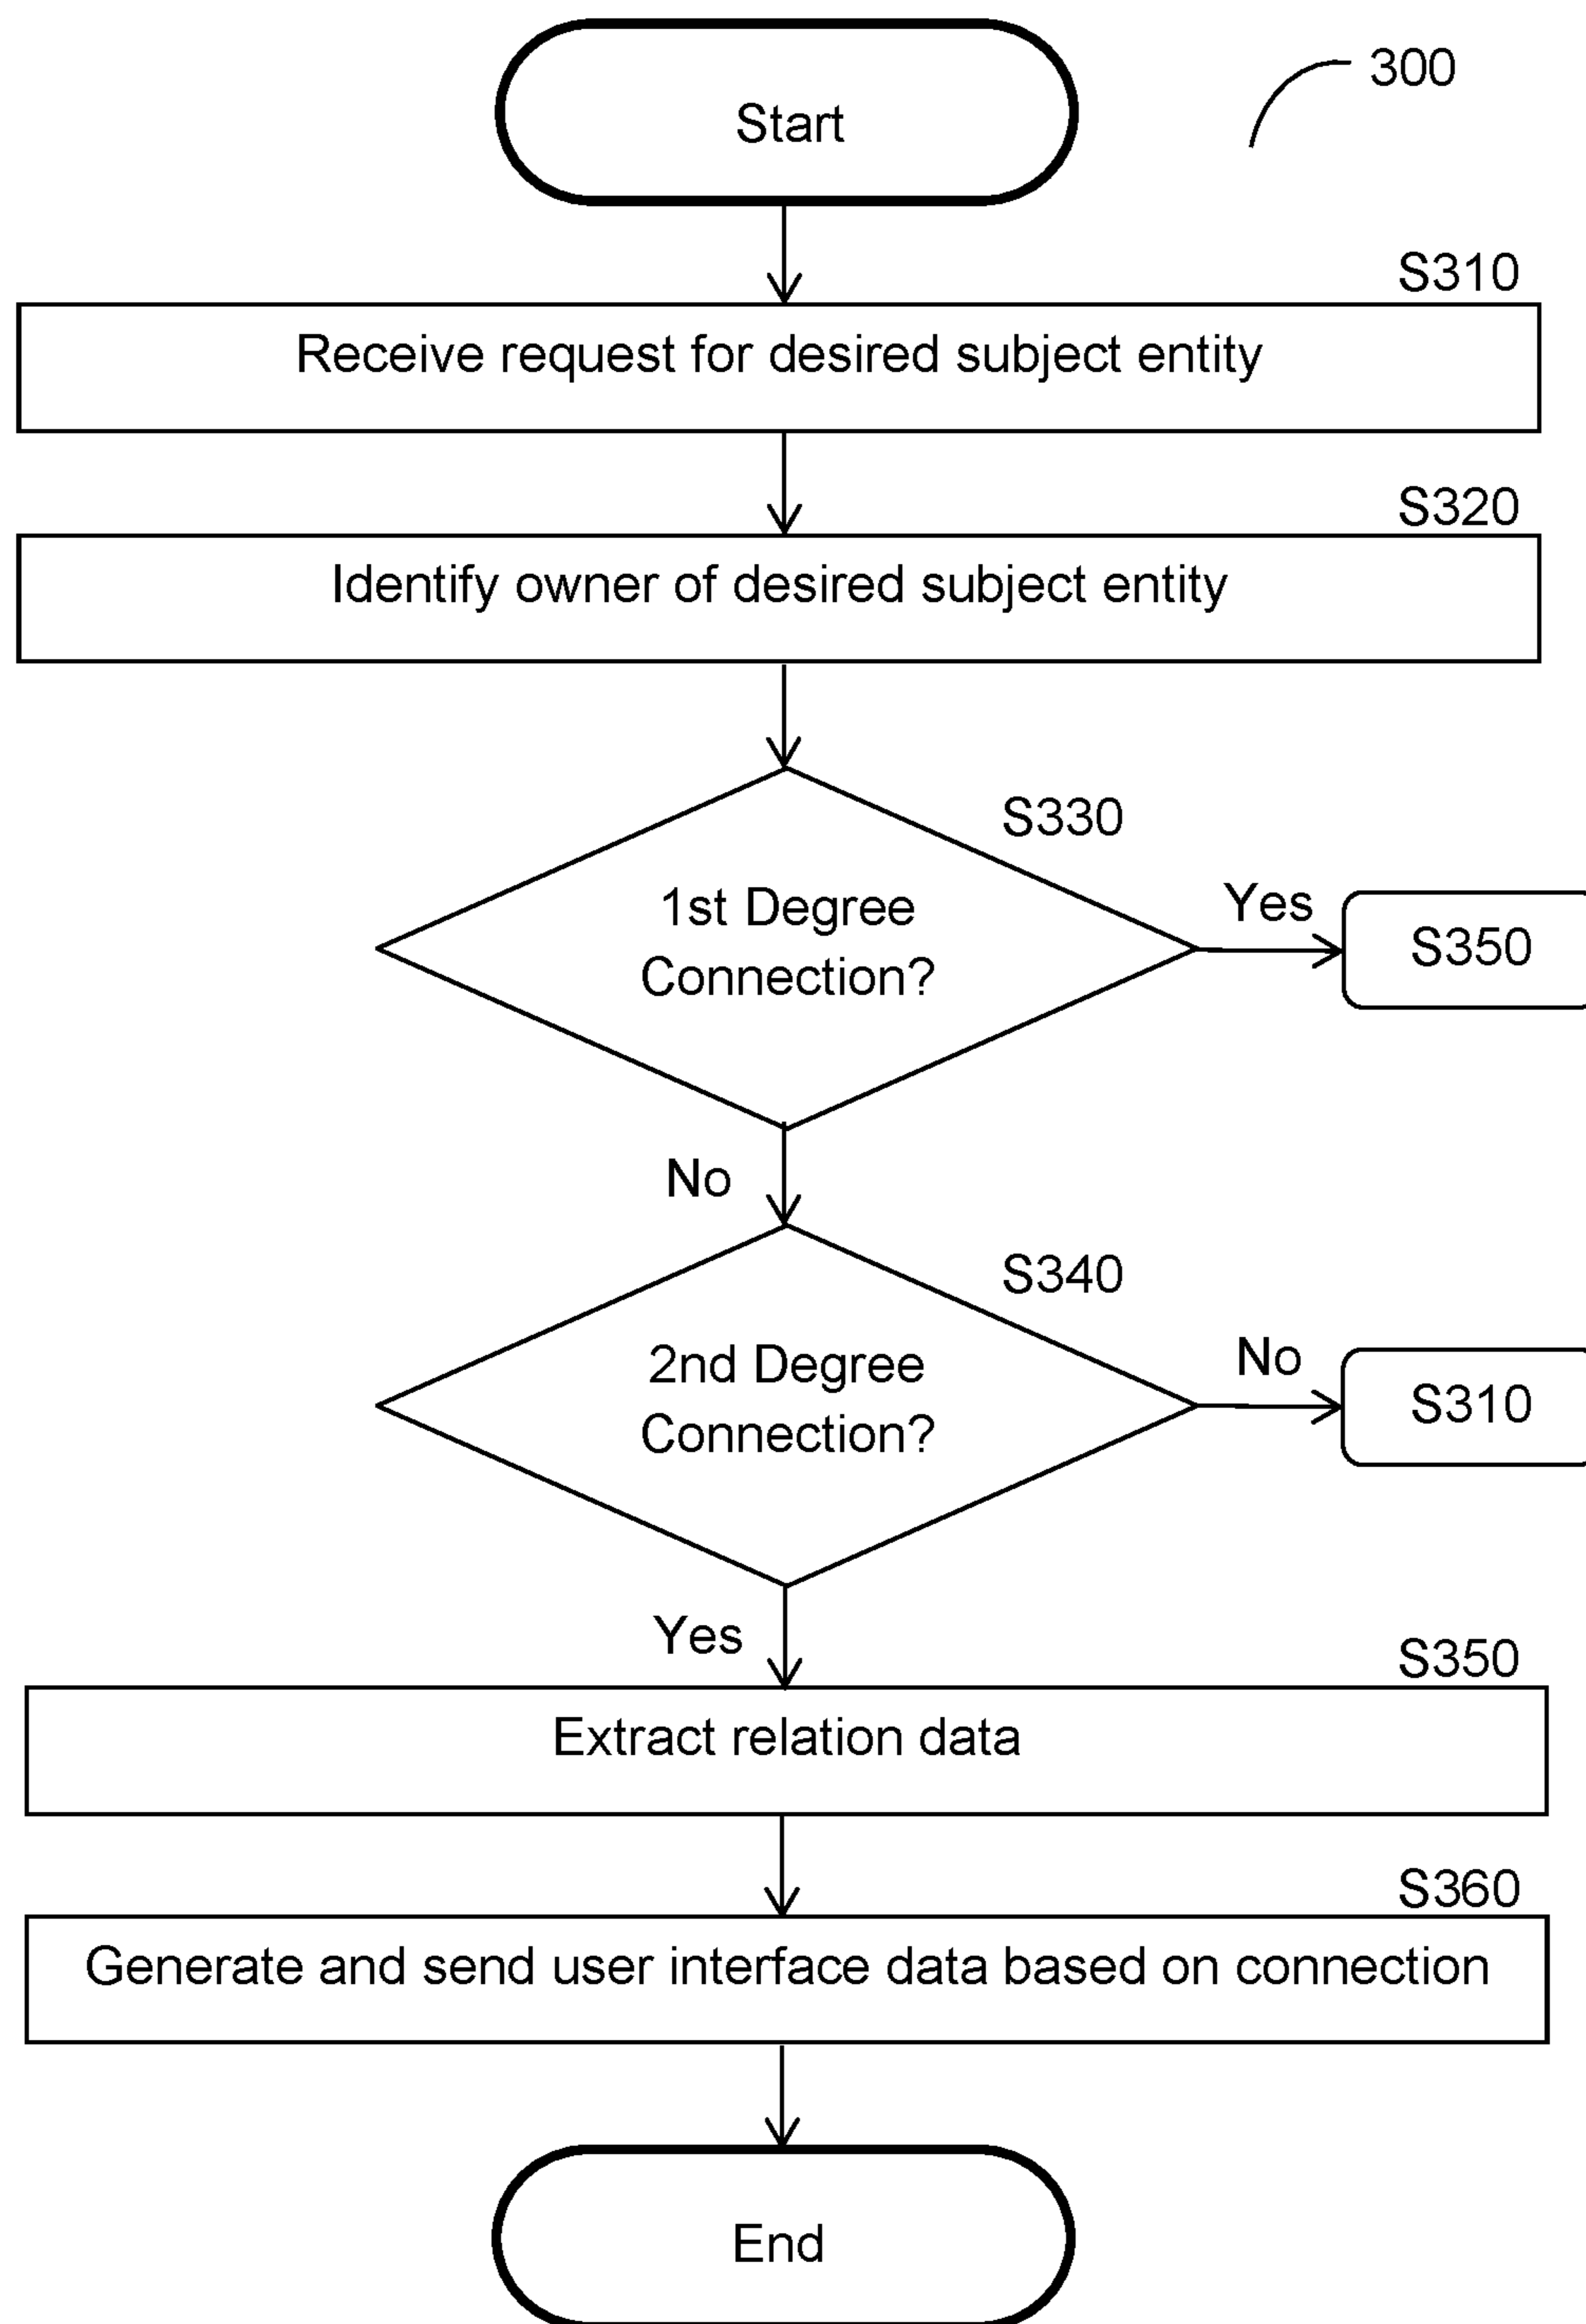 Start
300
S310
Receive request for desired subject entity
S320
Identify owner of desired subject entity
S330
1st Degree
Connection?
Yes
S350
No
S340
2nd Degree
Connection?
No
S310
Yes
S350
Extract relation data
S360
Generate and send user interface data based on connection
End